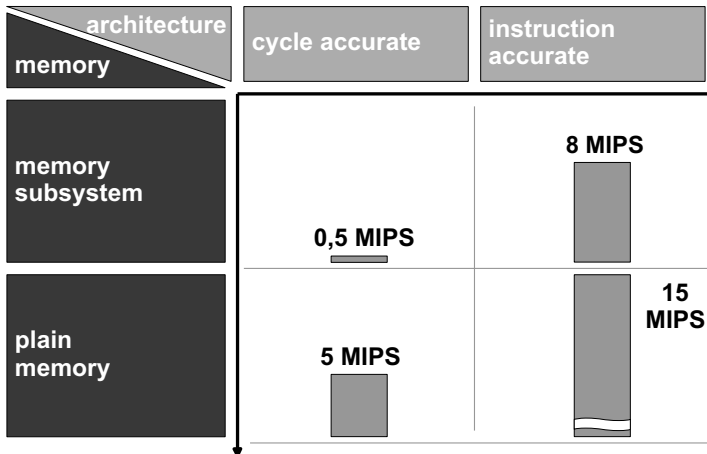 architecture
memory
cycle accurate
instruction
accurate
memory
subsystem
0,5 MIPS
8 MIPS
plain
memory
5 MIPS
15
MIPS